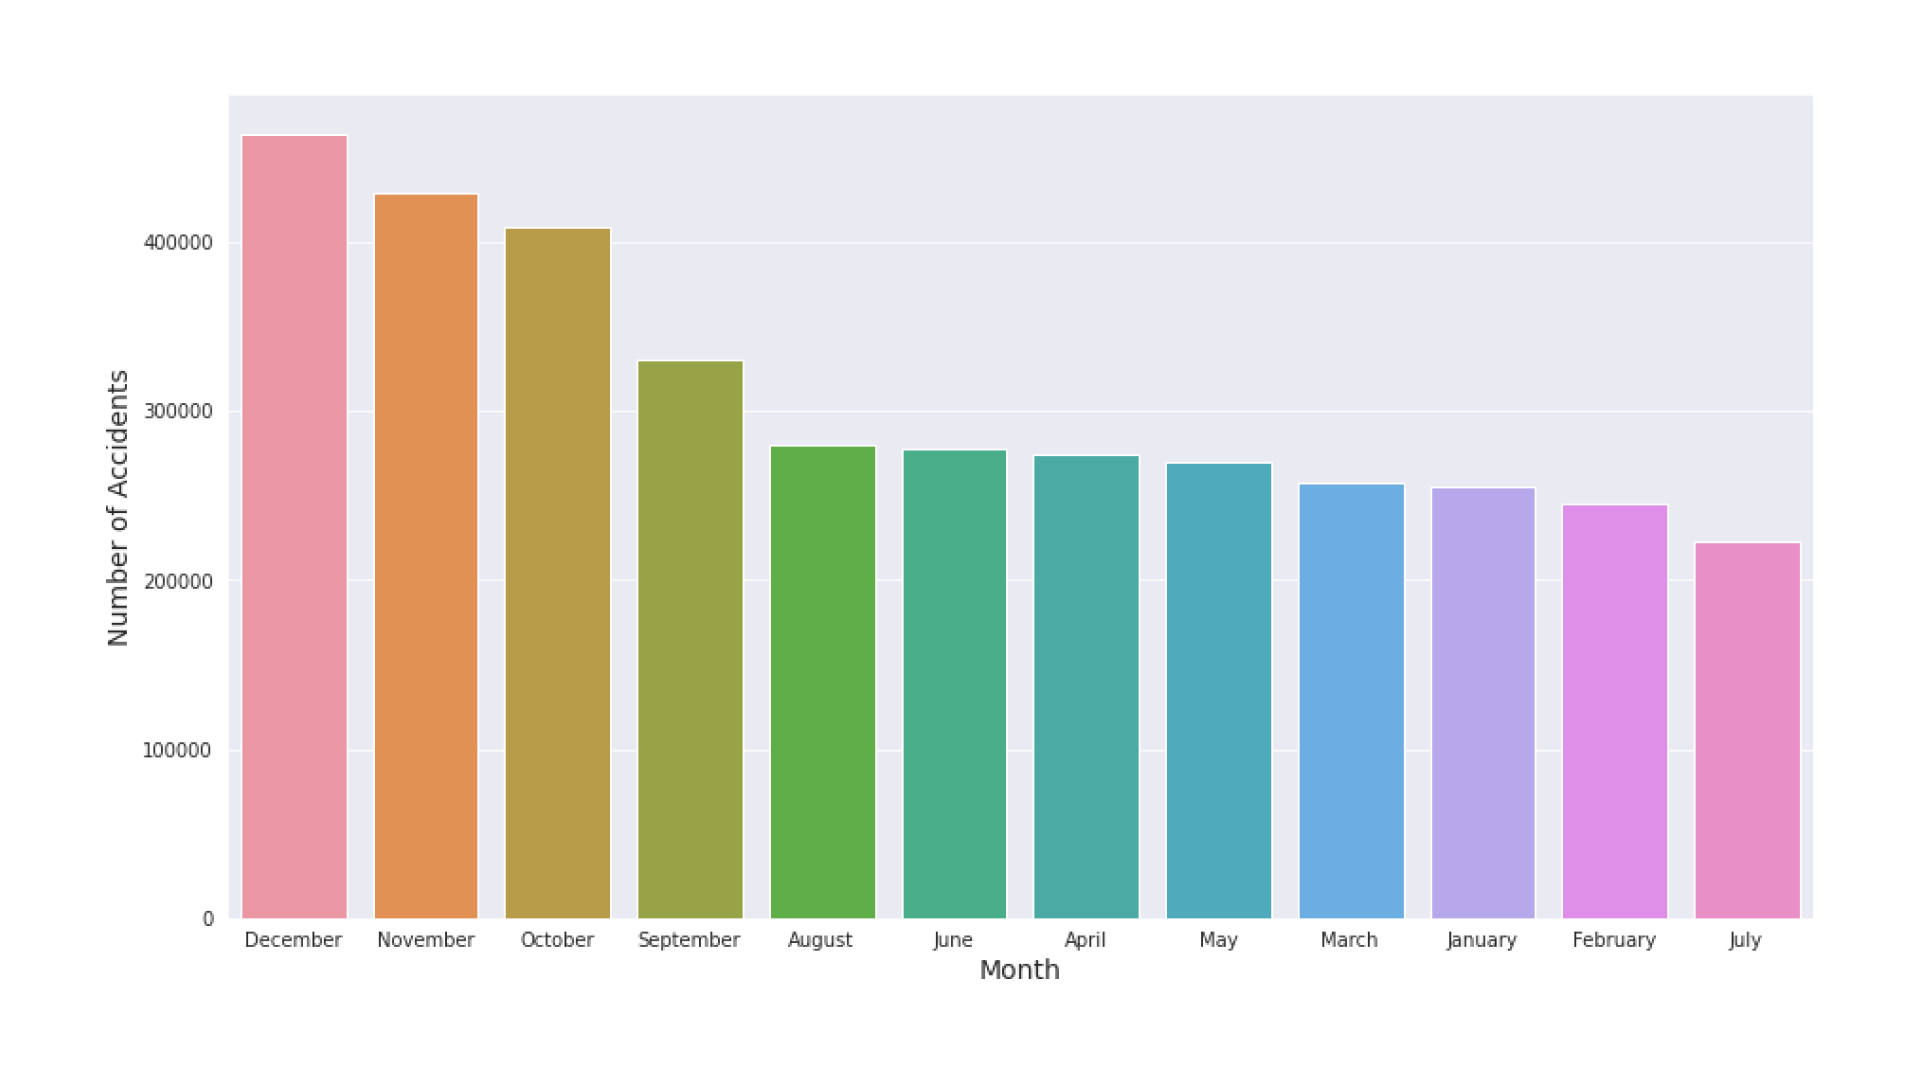 Number of Accidents
400000
300000
200000
100000
0
December November October September August June April May March January February July
Month